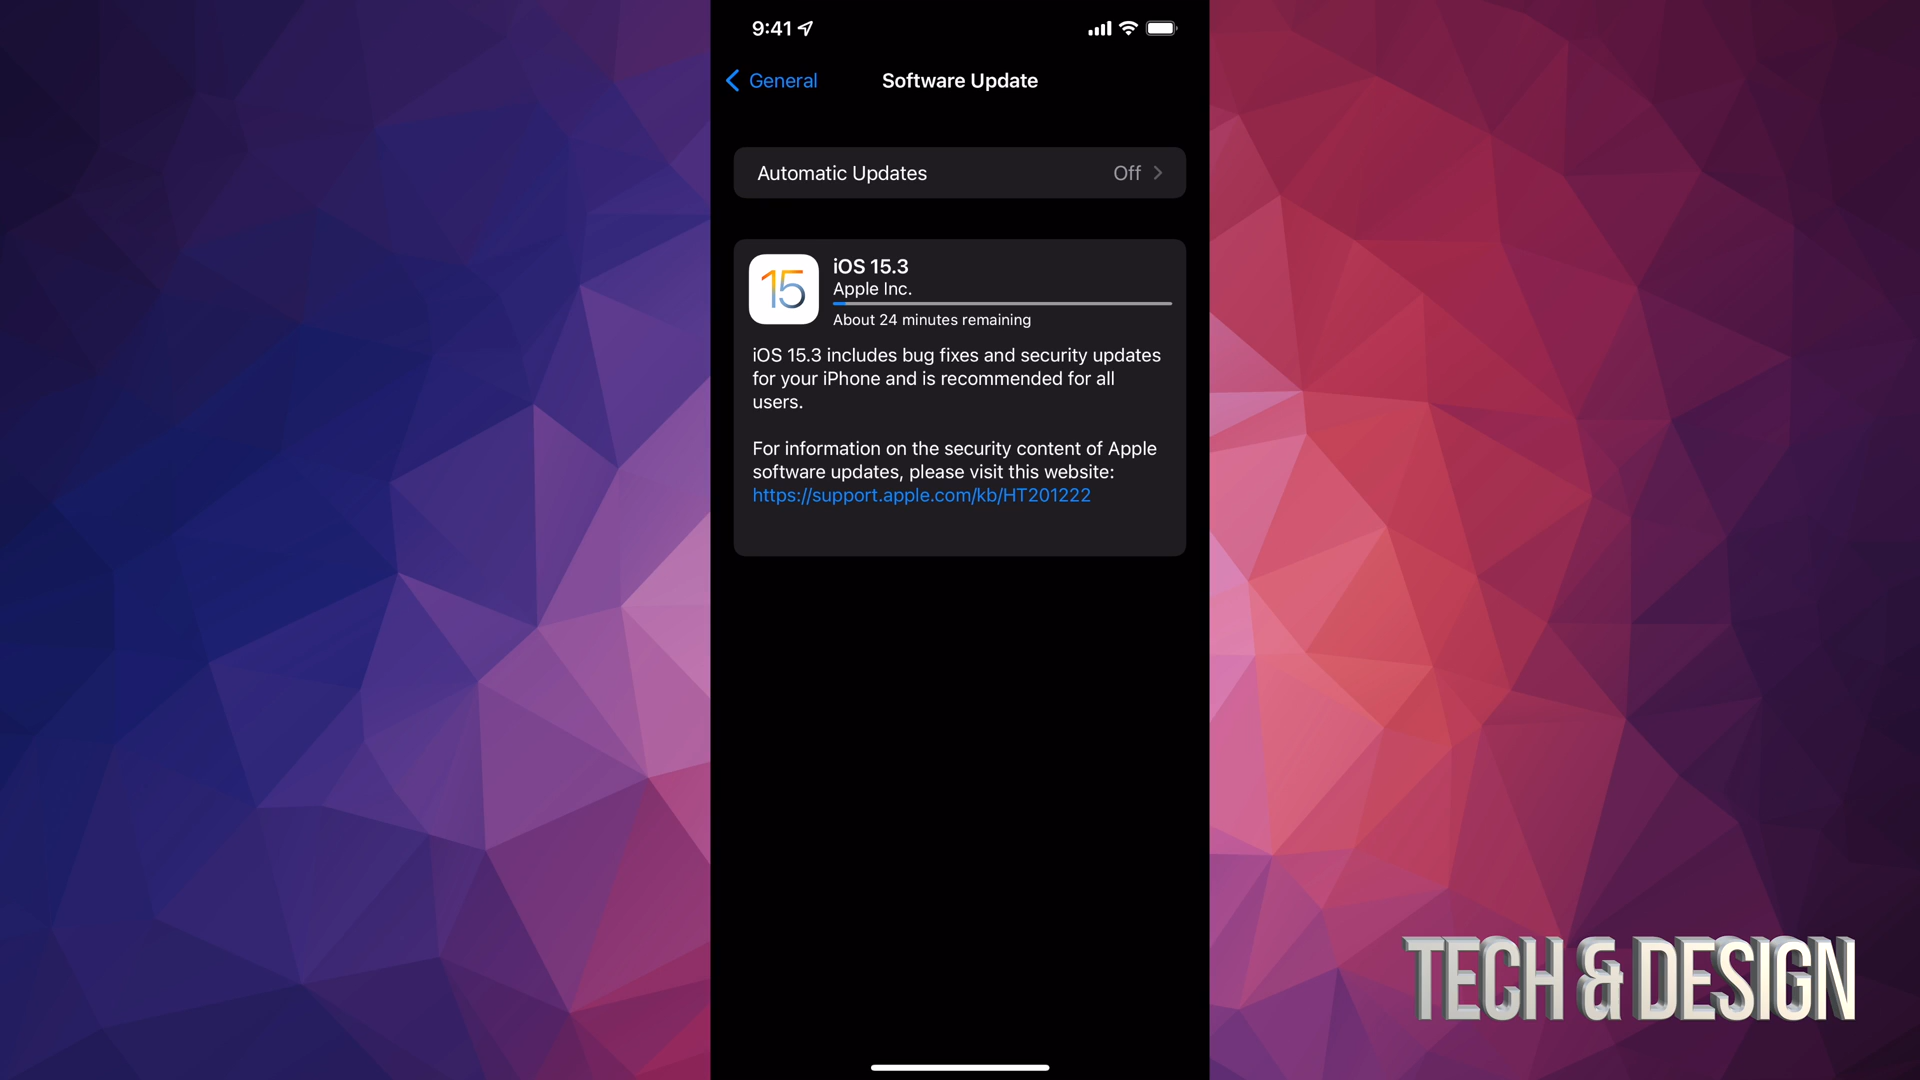 9:41
General
Software Update
Automatic Updates
Off
15
iOS 15.3
Apple Inc.
About 24 minutes remaining
iOS 15.3 includes bug fixes and security updates
for your iPhone and is recommended for all
users.
For information on the security content of Apple
software updates, please visit this website:
https://support.apple.com/kb/HT201222
TECH & DESIGN